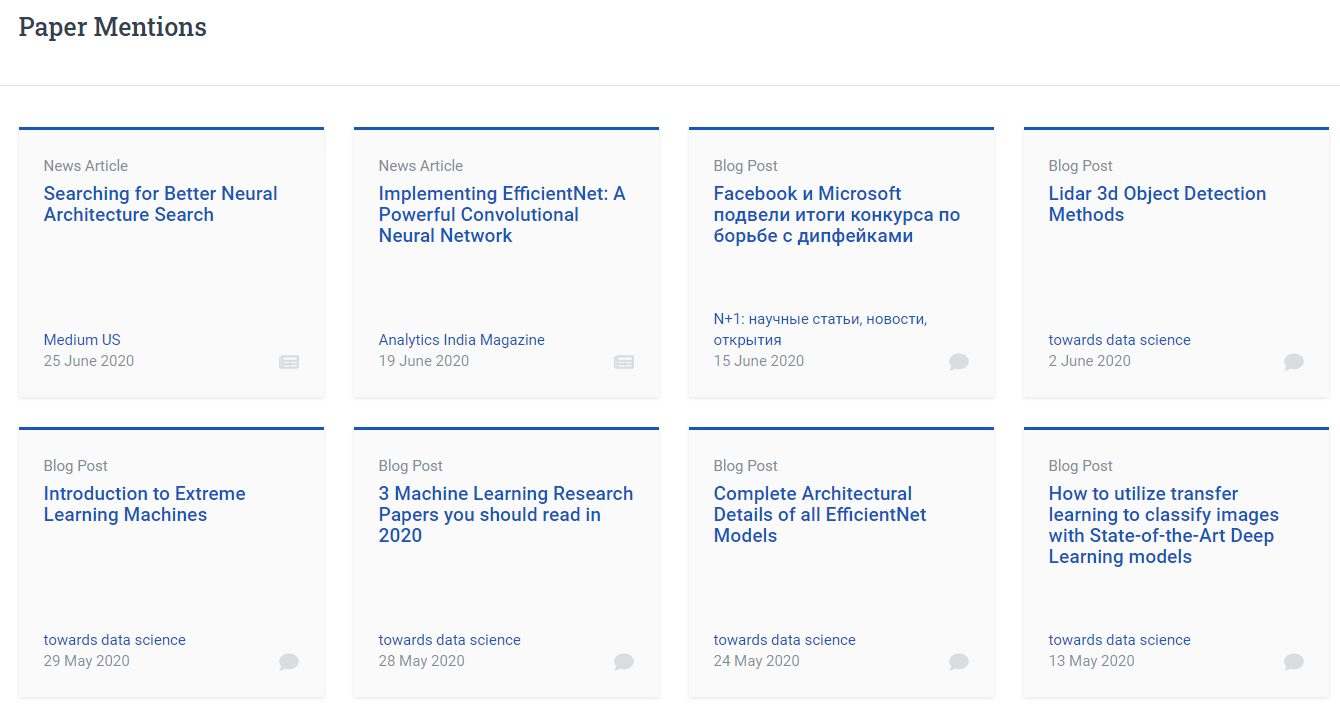 Paper Mentions
News Article
Searching for Better Neural
Architecture Search
Medium US
25 June 2020
News Article
Implementing EfficientNet: A
Powerful Convolutional
Neural Network
Analytics India Magazine
19 June 2020
Blog Post
Facebook и Microsoft
подвели итоги конкурса по
борьбе с дипфейками
N+1: научные статьи, новости,
открытия
15 June 2020
Blog Post
Lidar 3d Object Detection
Methods
towards data science
2 June 2020
Blog Post
Introduction to Extreme
Learning Machines
towards data science
29 May 2020
Blog Post
3 Machine Learning Research
Papers you should read in
2020
towards data science
28 May 2020
Blog Post
Complete Architectural
Details of all EfficientNet
Models
towards data science
24 May 2020
Blog Post
How to utilize transfer
learning to classify images
with State-of-the-Art Deep
Learning models
towards data science
13 May 2020